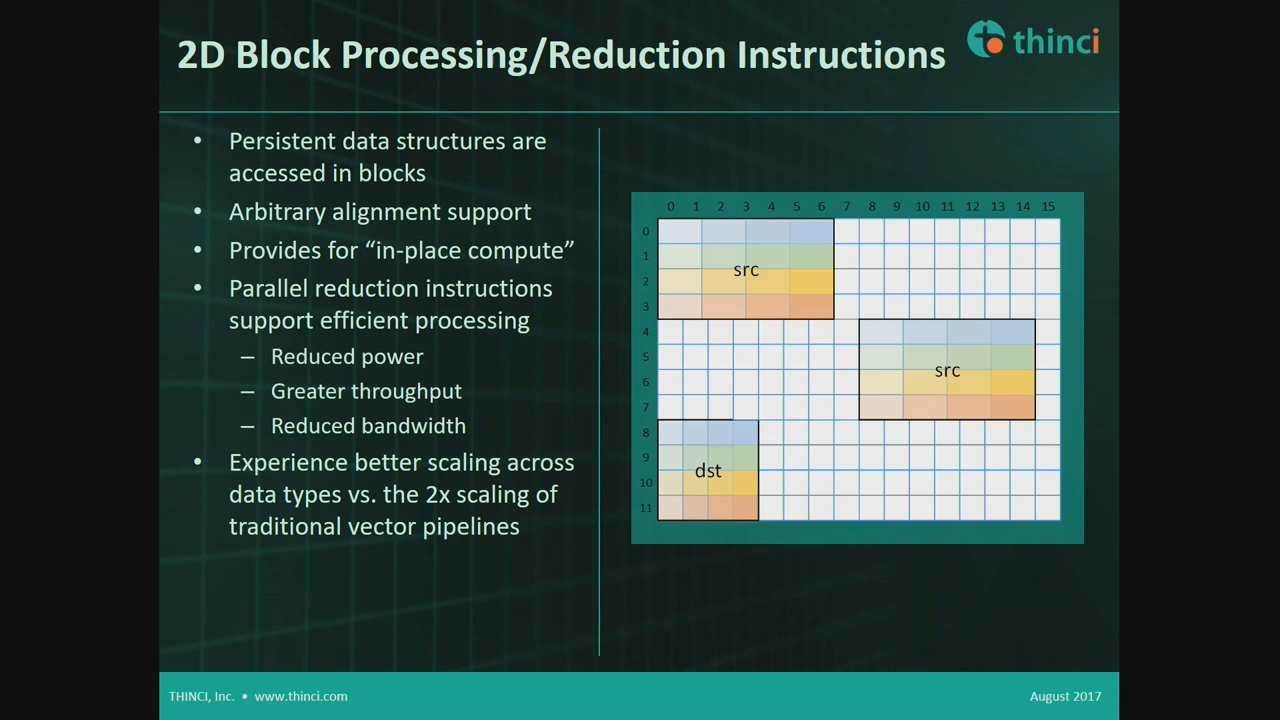 2D Block Processing/Reduction Instructions
thinci
• Persistent data structures are
accessed in blocks
• Arbitrary alignment support
• Provides for “in-place compute”
• Parallel reduction instructions
support efficient processing
– Reduced power
– Greater throughput
– Reduced bandwidth
• Experience better scaling across
data types vs. the 2x scaling of
traditional vector pipelines
0 1 2 3 4 5 6 7 8 9 10 11 12 13 14 15
0
1
src
2
3
4
5
src
6
7
8
9
dst
10
11
THINCI, Inc. • www.thinci.com
August 2017